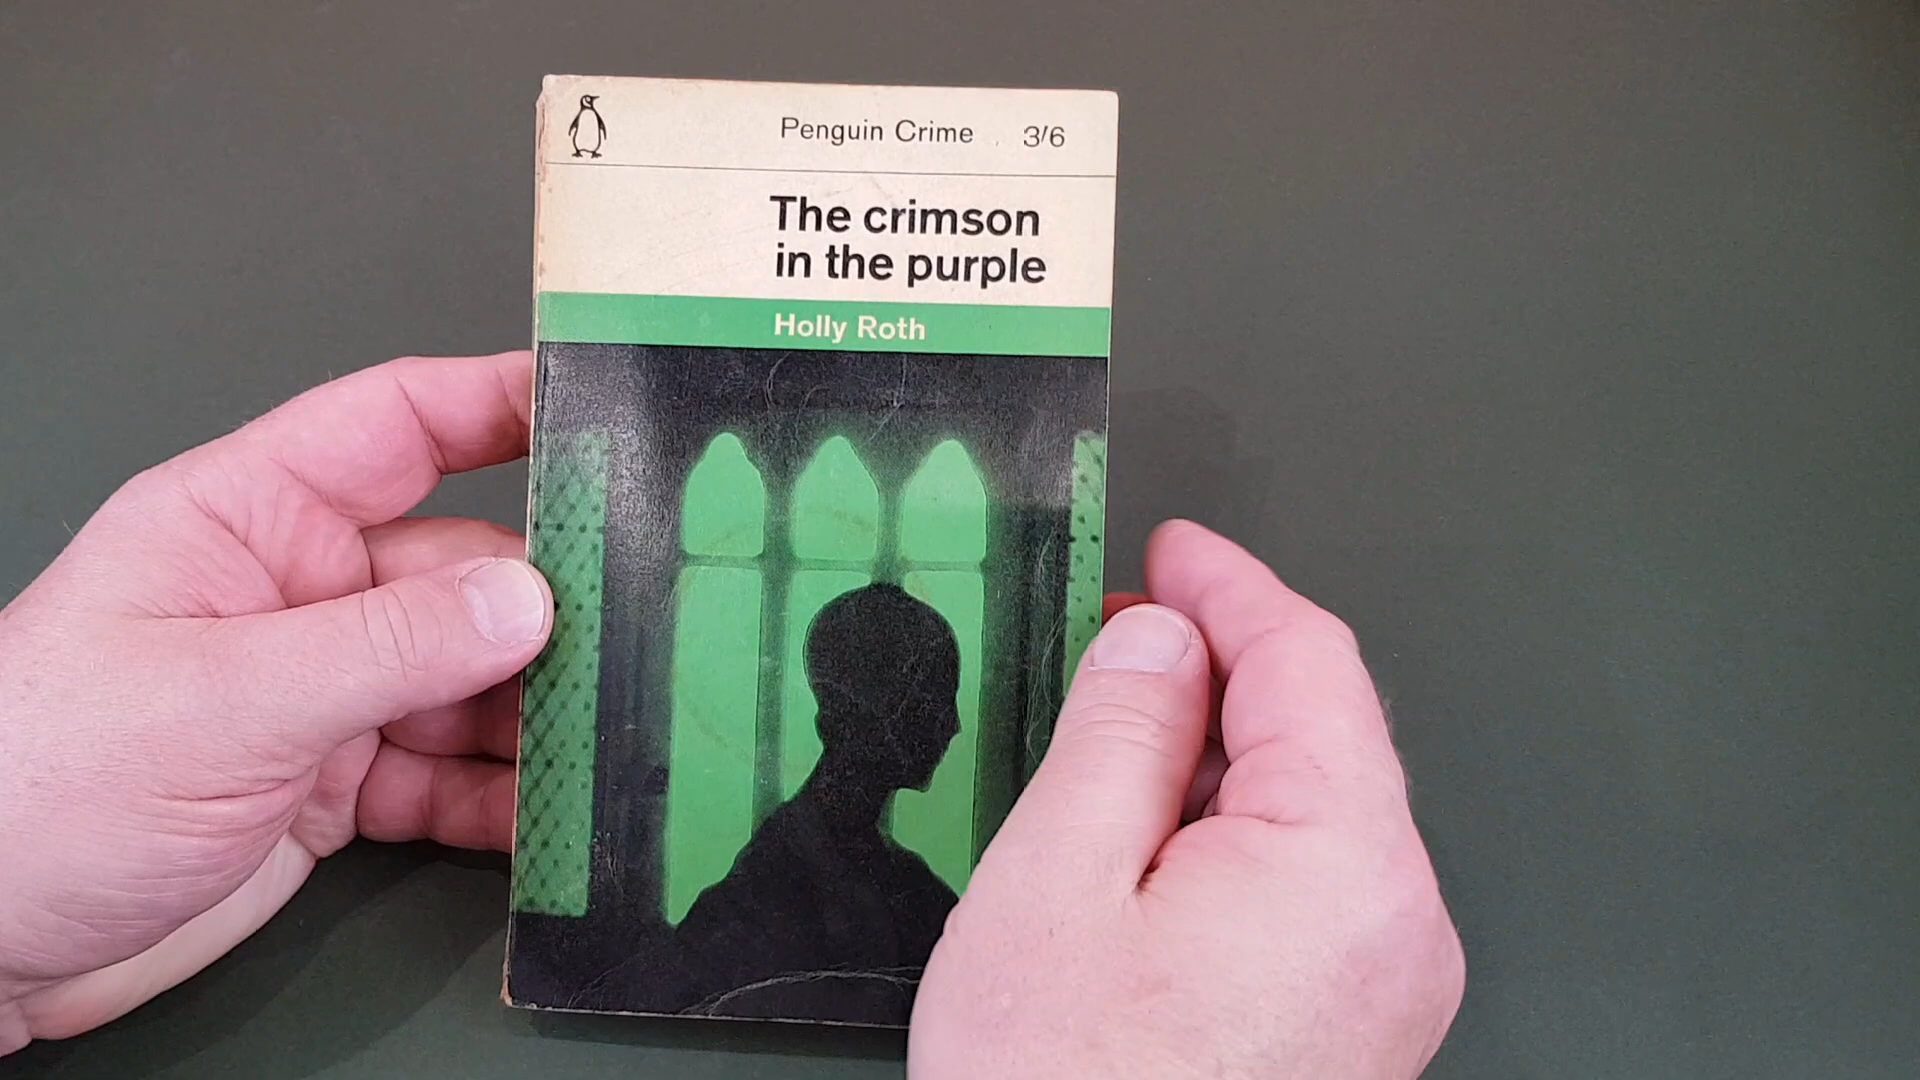 Penguin Crime 3/6
The crimson
in the purple
Holly Roth